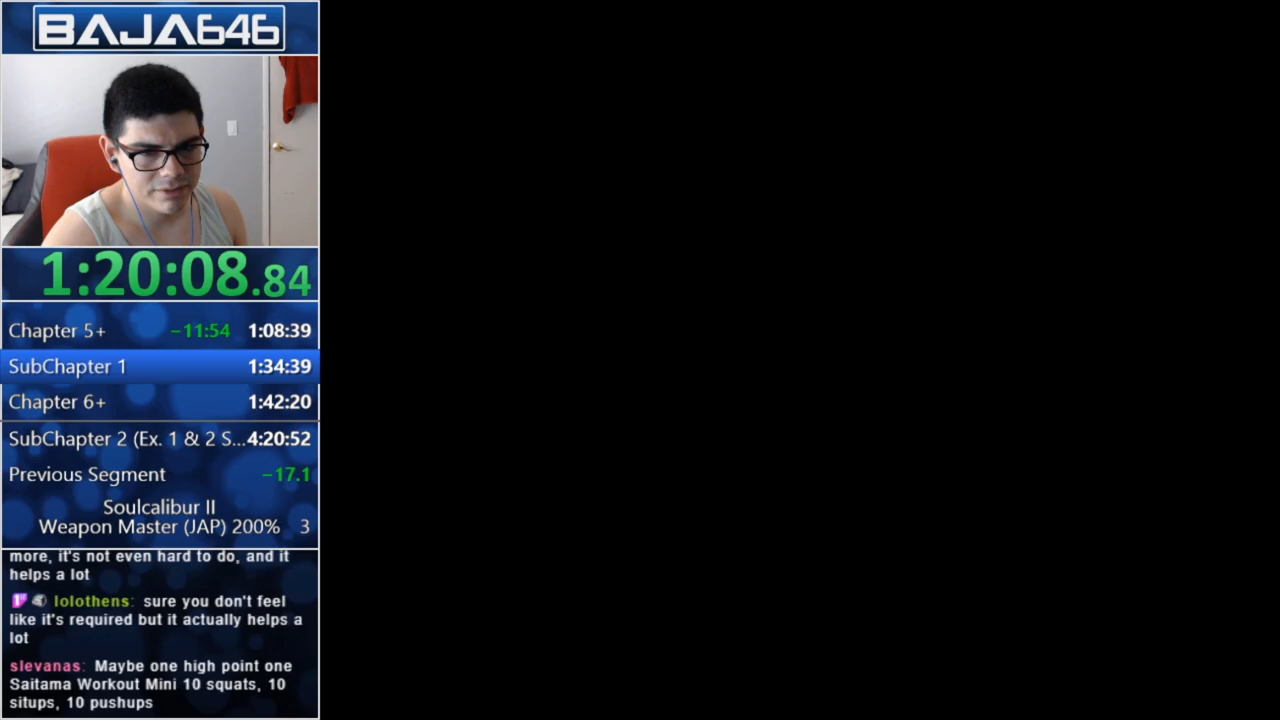 BAJA646
1:20:08.84
Chapter 5+ −11:54 1:08:39
SubChapter 1 1:34:39
Chapter 6+ 1:42:20
SubChapter 2 (Ex. 1 & 2 S... 4:20:52
Previous Segment −17.1
Soulcalibur II
Weapon Master (JAP) 200% 3
more, it's not even hard to do, and it
helps a lot
lolothens: sure you don't feel
like it's required but it actually helps a
lot
slevanas: Maybe one high point one
Saitama Workout Mini 10 squats, 10
situps, 10 pushups